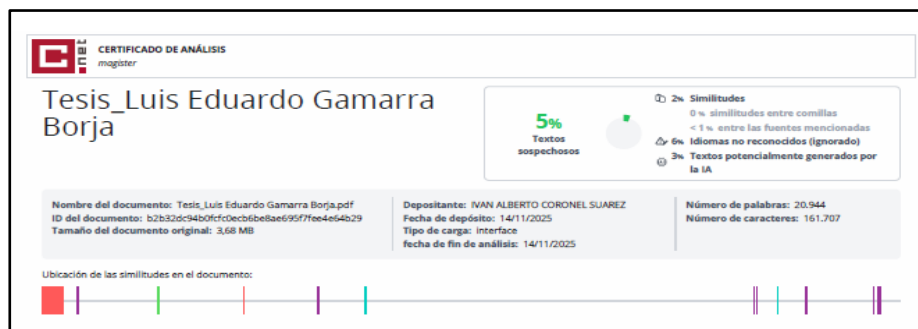 CERTIFICADO DE ANÁLISIS
magister
Tesis_Luis Eduardo Gamarra
Borja
5%
Textos
sospechosos
2% Similitudes
0 % similitudes entre comillas
< 1 % entre las fuentes mencionadas
6% Idiomas no reconocidos (ignorado)
3% Textos potencialmente generados por
la IA
Nombre del documento: Tesis_Luis Eduardo Gamarra Borja.pdf
ID del documento: b2b32dc94b0fcfc0ecb6be8ae695f7fee4e64b29
Tamaño del documento original: 3,68 MB
Depositante: IVAN ALBERTO CORONEL SUAREZ
Fecha de depósito: 14/11/2025
Tipo de carga: interface
fecha de fin de análisis: 14/11/2025
Número de palabras: 20.944
Número de caracteres: 161.707
Ubicación de las similitudes en el documento: